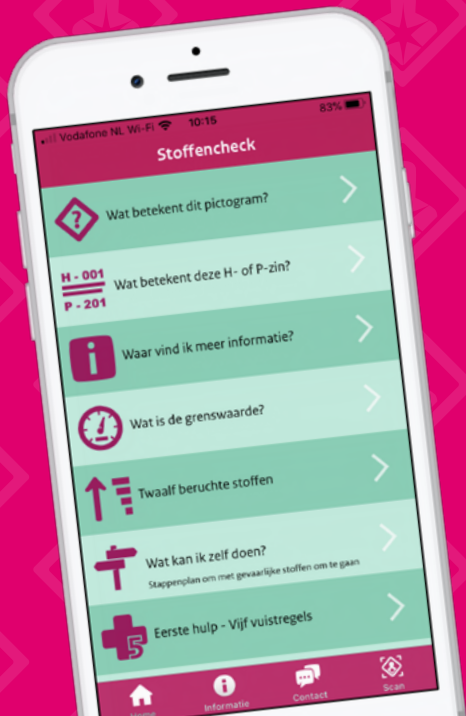 Vodafone NL Wi-Fi 10:15 83%
Stoffencheck
?
Wat betekent dit pictogram?
H - 001
P - 201
Wat betekent deze H- of P-zin?
i
Waar vind ik meer informatie?
Wat is de grenswaarde?
Twaalf beruchte stoffen
Wat kan ik zelf doen?
Stappenplan om met gevaarlijke stoffen om te gaan
5
Eerste hulp - Vijf vuistregels
i
Home Informatie Contact Scan